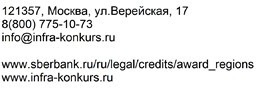 121357, Москва, ул.Верейская, 17
8(800) 775-10-73
info@infra-konkurs.ru
www.sberbank.ru/ru/legal/credits/award_regions
www.infra-konkurs.ru